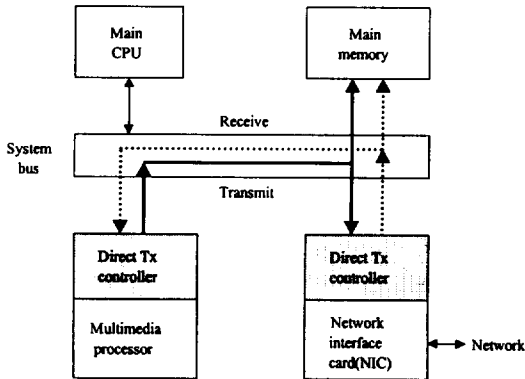 Main
CPU
Main
memory
Receive
System
bus
Transmit
Direct Tx
controller
Direct Tx
controller
Multimedia
processor
Network
interface
card(NIC)
Network